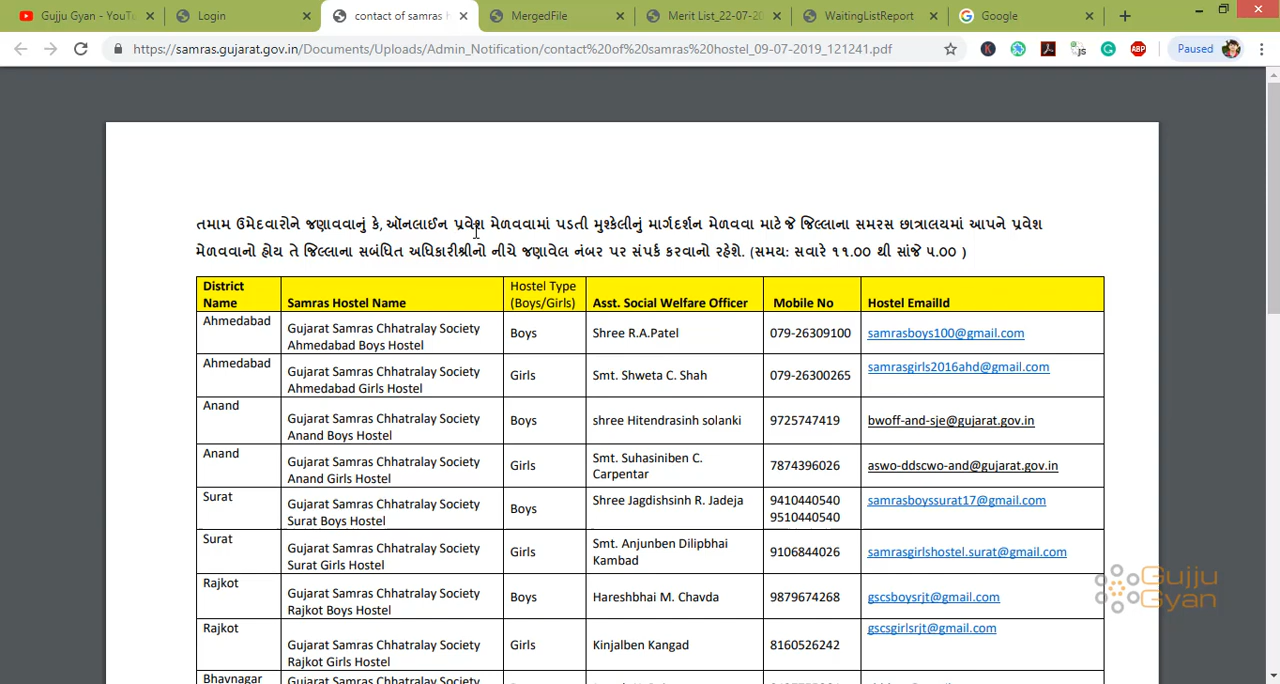 Gujju Gyan - YouTu
Login
contact of samras h
MergedFile
Merit List_22-07-20
WaitingListReport
Google
https://samras.gujarat.gov.in/Documents/Uploads/Admin_Notification/contact%20of%20samras%20hostel_09-07-2019_121241.pdf
Paused
તમામ ઉમેદવારોને જણાવવાનું કે, ઑનલાઈન પ્રવેશ મેળવવામાં પડતી મુશ્કેલીનું માર્ગદર્શન મેળવવા માટે જે જિલ્લાના સમરસ છાત્રાલયમાં આપને પ્રવેશ
મેળવવાનો હોય તે જિલ્લાના સબંધિત અધિકારીશ્રીનો નીચે જણાવેલ નંબર પર સંપર્ક કરવાનો રહેશે. (સમય: સવારે ૧૧.00 થી સાંજે ૫.00 )
District Name Samras Hostel Name Hostel Type (Boys/Girls) Asst. Social Welfare Officer Mobile No Hostel EmailId
Ahmedabad Gujarat Samras Chhatralay Society Ahmedabad Boys Hostel Boys Shree R.A.Patel 079-26309100 samrasboys100@gmail.com
Ahmedabad Gujarat Samras Chhatralay Society Ahmedabad Girls Hostel Girls Smt. Shweta C. Shah 079-26300265 samrasgirls2016ahd@gmail.com
Anand Gujarat Samras Chhatralay Society Anand Boys Hostel Boys shree Hitendrasinh solanki 9725747419 bwoff-and-sje@gujarat.gov.in
Anand Gujarat Samras Chhatralay Society Anand Girls Hostel Girls Smt. Suhasiniben C. Carpentar 7874396026 aswo-ddscwo-and@gujarat.gov.in
Surat Gujarat Samras Chhatralay Society Surat Boys Hostel Boys Shree Jagdishsinh R. Jadeja 9410440540 9510440540 samrasboyssurat17@gmail.com
Surat Gujarat Samras Chhatralay Society Surat Girls Hostel Girls Smt. Anjunben Dilipbhai Kambad 9106844026 samrasgirlshostel.surat@gmail.com
Rajkot Gujarat Samras Chhatralay Society Rajkot Boys Hostel Boys Hareshbhai M. Chavda 9879674268 gscsboysrjt@gmail.com
Rajkot Gujarat Samras Chhatralay Society Rajkot Girls Hostel Girls Kinjalben Kangad 8160526242 gscsgirlsrjt@gmail.com
Bhavnagar Gujarat Samras Chhatralay Society
Gujju
Gyan